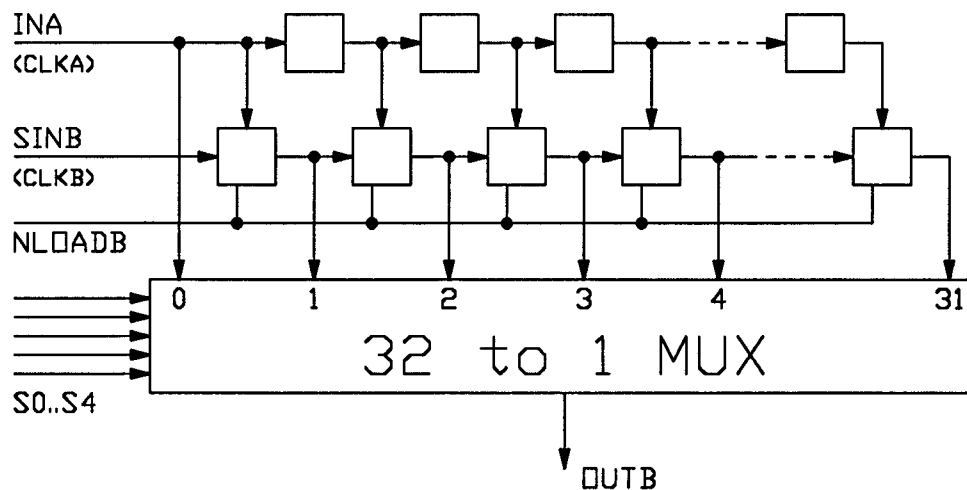 INA
(CLKA)
SINB
(CLKB)
NLOADB
0 1 2 3 4 31
32 to 1 MUX
S0..S4
OUTB